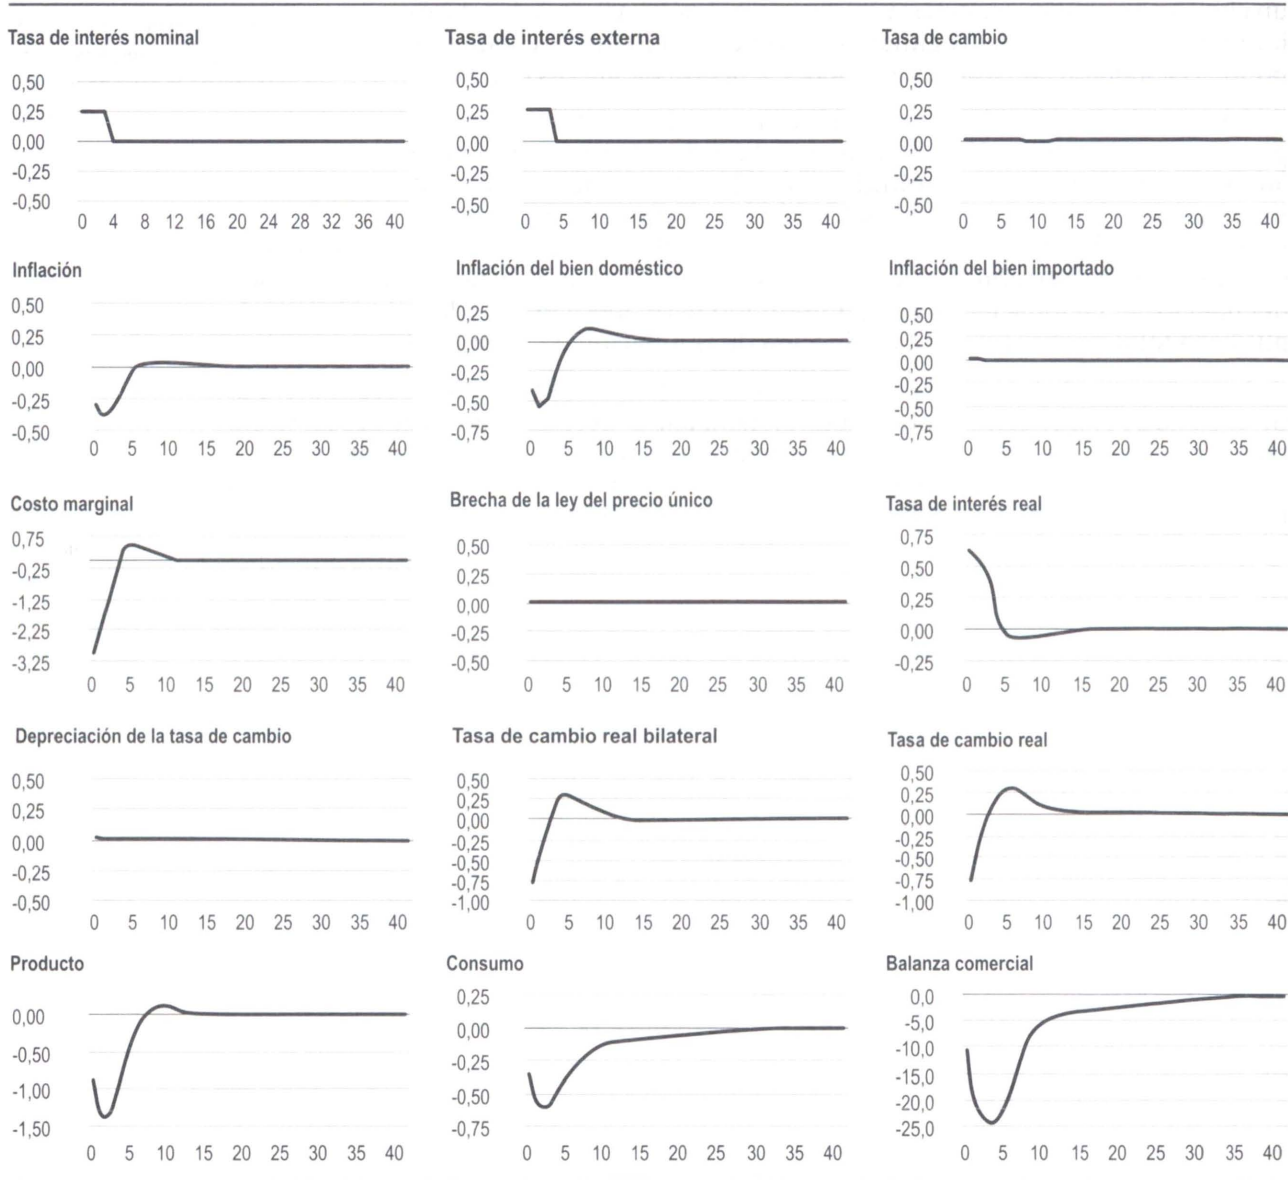 Tasa de interés nominal
0,50
0,25
0,00
-0,25
-0,50
0 4 8 12 16 20 24 28 32 36 40
Tasa de interés externa
0,50
0,25
0,00
-0,25
-0,50
0 5 10 15 20 25 30 35 40
Tasa de cambio
0,50
0,25
0,00
-0,25
-0,50
0 5 10 15 20 25 30 35 40
Inflación
0,50
0,25
0,00
-0,25
-0,50
0 5 10 15 20 25 30 35 40
Inflación del bien doméstico
0,25
0,00
-0,25
-0,50
-0,75
0 5 10 15 20 25 30 35 40
Inflación del bien importado
0,50
0,25
0,00
-0,25
-0,50
-0,75
0 5 10 15 20 25 30 35 40
Costo marginal
0,75
-0,25
-1,25
-2,25
-3,25
0 5 10 15 20 25 30 35 40
Brecha de la ley del precio único
0,50
0,25
0,00
-0,25
-0,50
0 5 10 15 20 25 30 35 40
Tasa de interés real
0,75
0,50
0,25
0,00
-0,25
0 5 10 15 20 25 30 35 40
Depreciación de la tasa de cambio
0,50
0,25
0,00
-0,25
-0,50
0 5 10 15 20 25 30 35 40
Tasa de cambio real bilateral
0,50
0,25
0,00
-0,25
-0,50
-0,75
-1,00
0 5 10 15 20 25 30 35 40
Tasa de cambio real
0,50
0,25
0,00
-0,25
-0,50
-0,75
-1,00
0 5 10 15 20 25 30 35 40
Producto
0,00
-0,50
-1,00
-1,50
0 5 10 15 20 25 30 35 40
Consumo
0,25
0,00
-0,25
-0,50
-0,75
0 5 10 15 20 25 30 35 40
Balanza comercial
0,0
-5,0
-10,0
-15,0
-20,0
-25,0
0 5 10 15 20 25 30 35 40